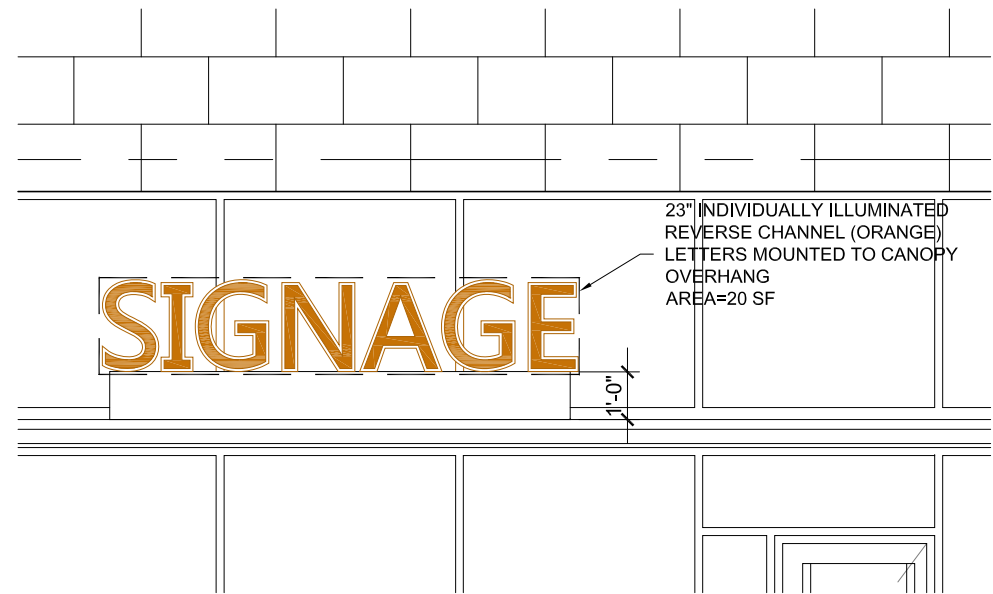 23" INDIVIDUALLY ILLUMINATED
REVERSE CHANNEL (ORANGE)
LETTERS MOUNTED TO CANOPY
OVERHANG
AREA=20 SF
SIGNAGE
1'-0"